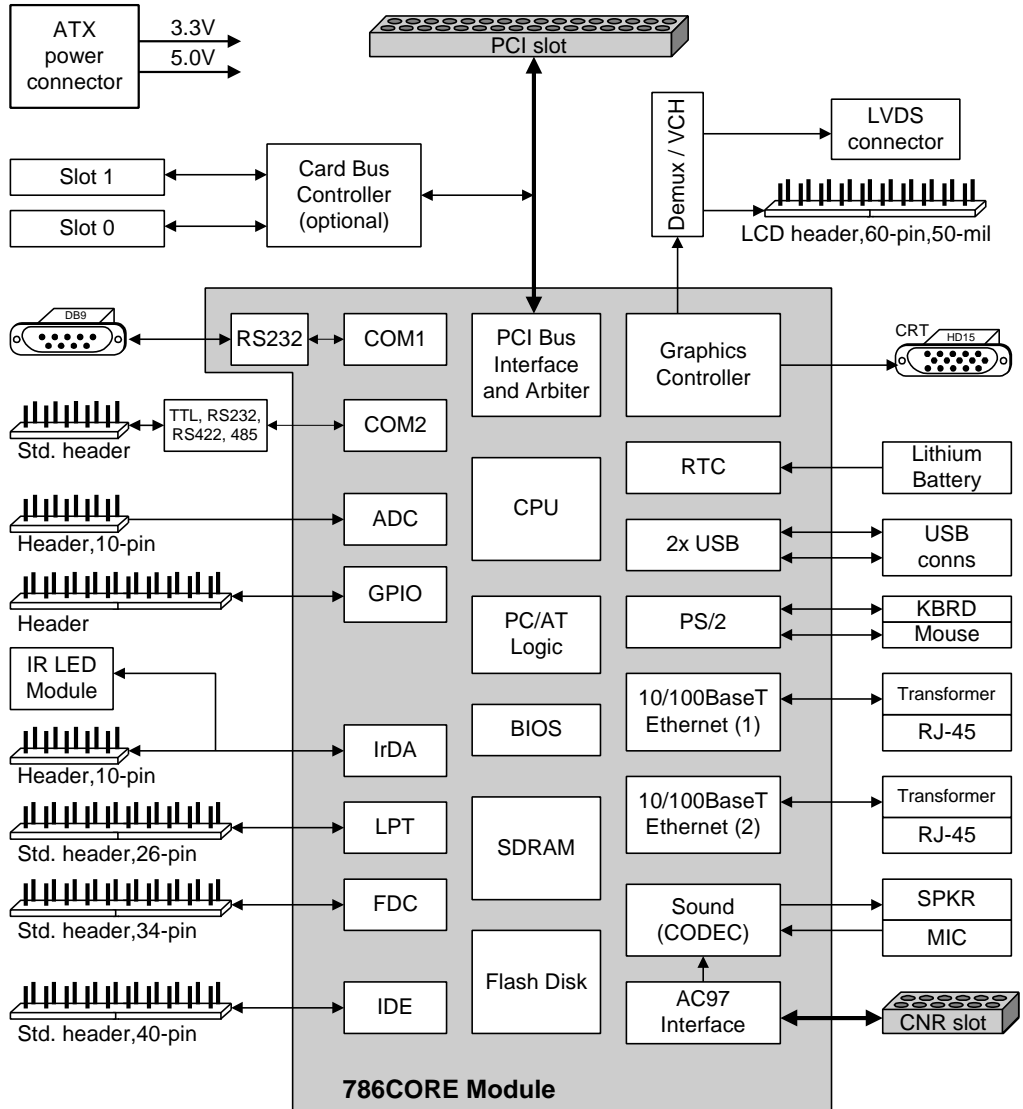 ATX
power
connector
3.3V
5.0V
PCI slot
Slot 1
Slot 0
Card Bus
Controller
(optional)
Demux / VCH
LVDS
connector
LCD header,60-pin,50-mil
DB9
RS232
COM1
PCI Bus
Interface
and Arbiter
Graphics
Controller
CRT
HD15
Std. header
TTL, RS232,
RS422, 485
COM2
CPU
RTC
Lithium
Battery
Header,10-pin
ADC
2x USB
USB
conns
Header
GPIO
PC/AT
Logic
PS/2
KBRD
Mouse
IR LED
Module
Header,10-pin
IrDA
BIOS
10/100BaseT
Ethernet (1)
Transformer
RJ-45
Std. header,26-pin
LPT
SDRAM
10/100BaseT
Ethernet (2)
Transformer
RJ-45
Std. header,34-pin
FDC
Sound
(CODEC)
SPKR
MIC
Std. header,40-pin
IDE
Flash Disk
AC97
Interface
CNR slot
786CORE Module